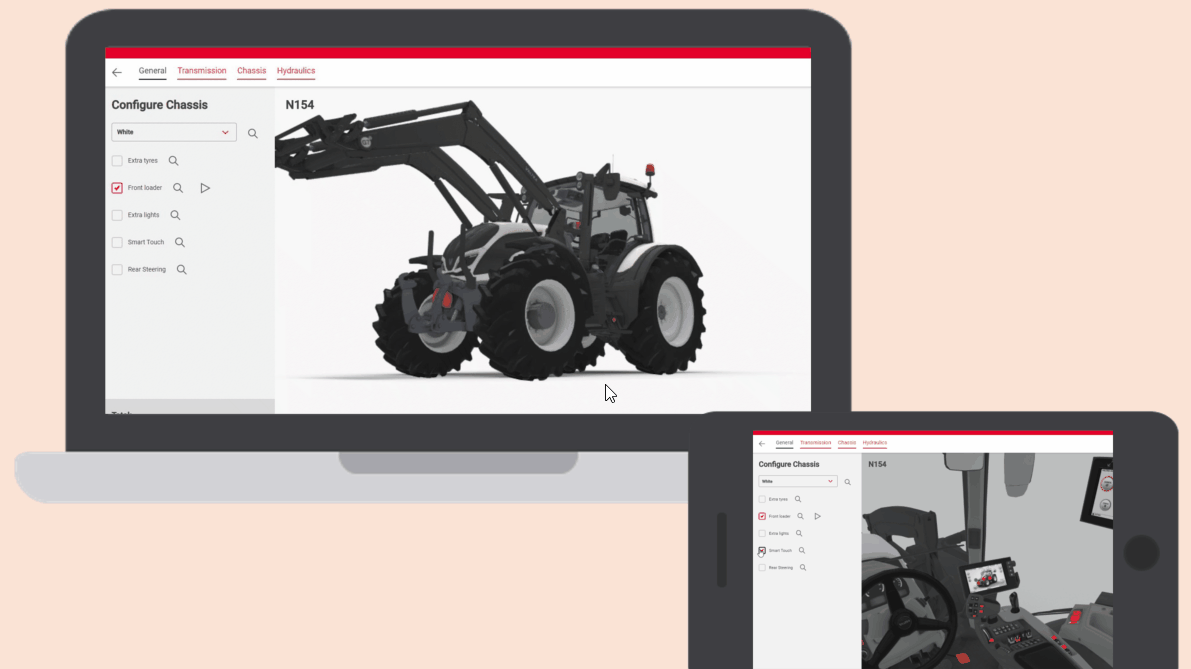 General Transmission Chassis Hydraulics
Configure Chassis
N154
White
Extra tyres
Front loader
Extra lights
Smart Touch
Rear Steering
General Transmission Chassis Hydraulics
Configure Chassis
N154
White
Extra tyres
Front loader
Extra lights
Smart Touch
Rear Steering